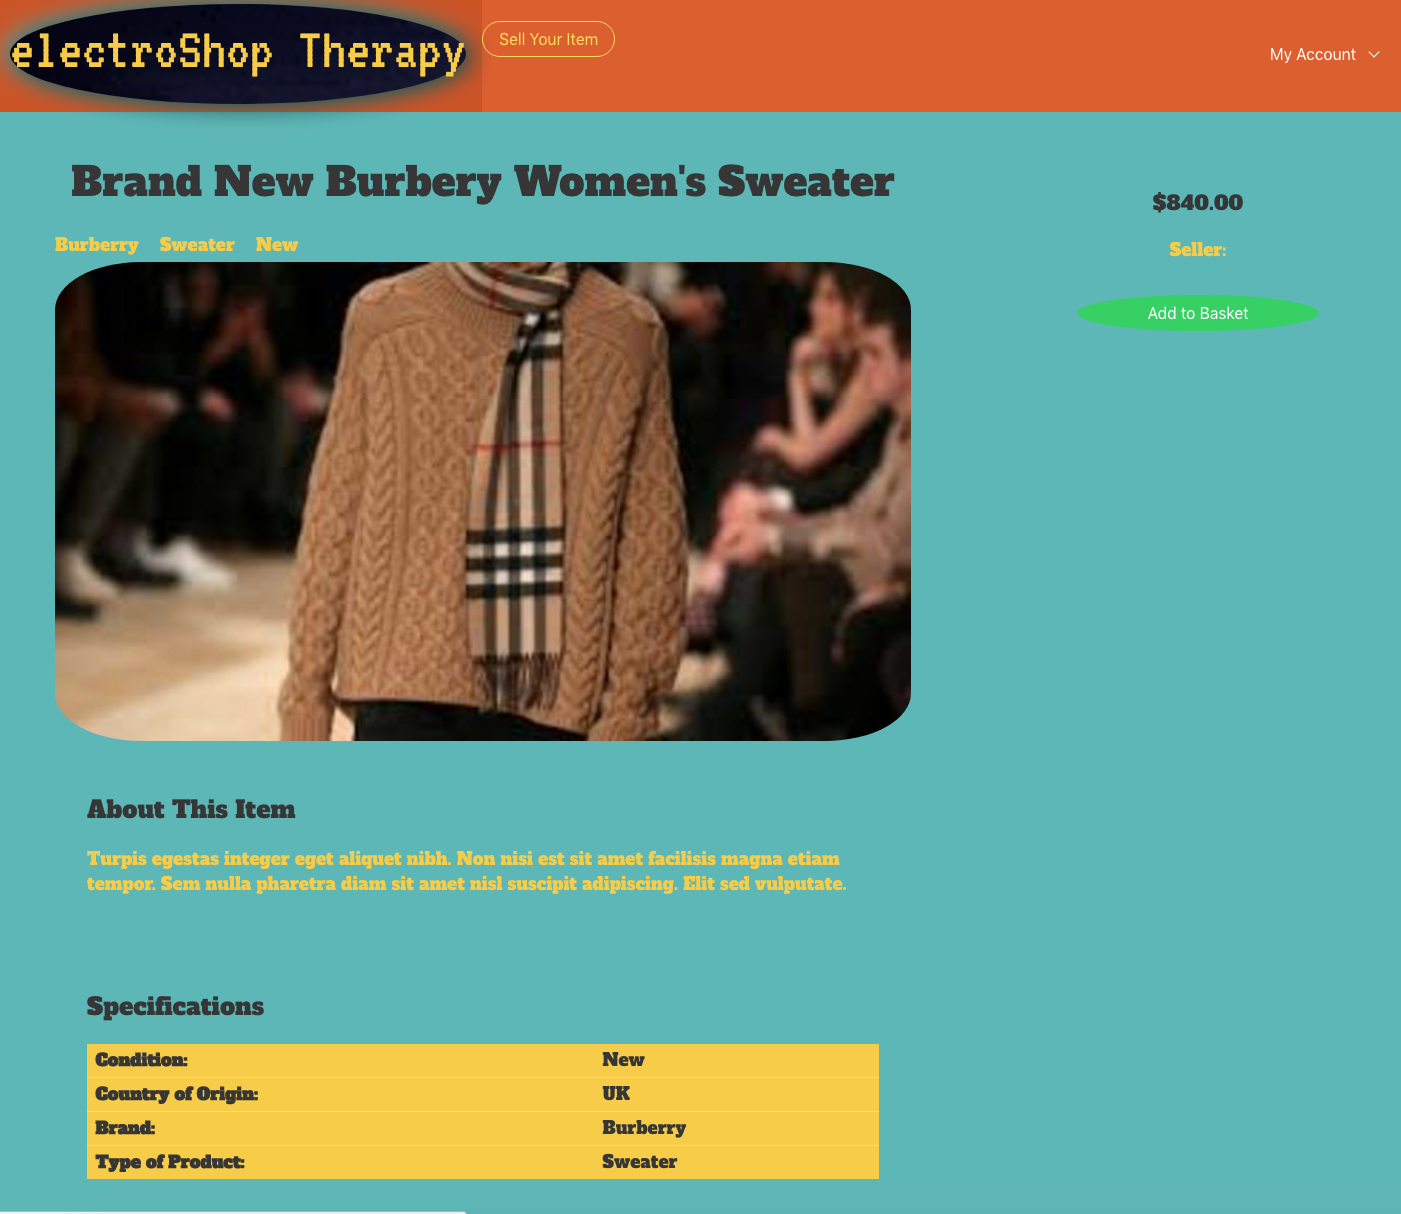 electroShop Therapy
Sell Your Item
My Account
Brand New Burbery Women's Sweater
$840.00
Burberry Sweater New
Seller:
Add to Basket
About This Item
Turpis egestas integer eget aliquet nibh. Non nisi est sit amet facilisis magna etiam
tempor. Sem nulla pharetra diam sit amet nisl suscipit adipiscing. Elit sed vulputate.
Specifications
Condition: New
Country of Origin: UK
Brand: Burberry
Type of Product: Sweater